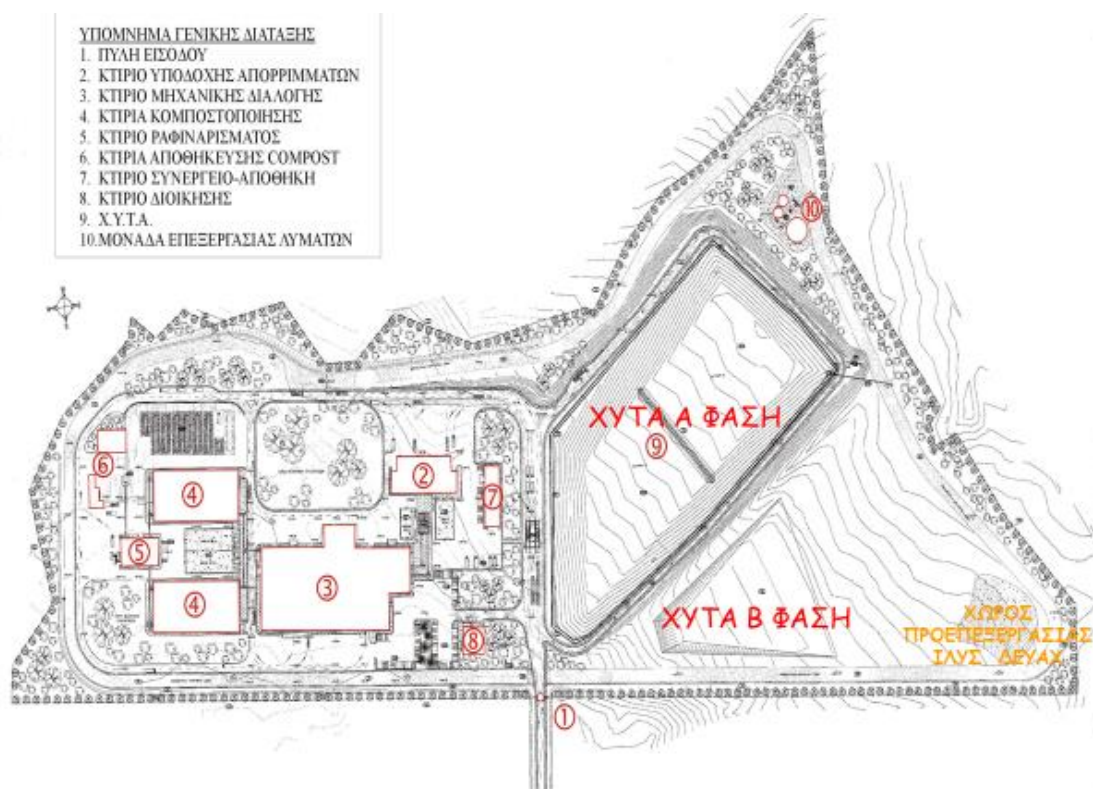 ΥΠΟΜΝΗΜΑ ΓΕΝΙΚΗΣ ΔΙΑΤΑΞΗΣ
1. ΠΥΛΗ ΕΙΣΟΔΟΥ
2. ΚΤΙΡΙΟ ΥΠΟΔΟΧΗΣ ΑΠΟΡΡΙΜΜΑΤΩΝ
3. ΚΤΙΡΙΟ ΜΗΧΑΝΙΚΗΣ ΔΙΑΛΟΓΗΣ
4. ΚΤΙΡΙΑ ΚΟΜΠΟΣΤΟΠΟΙΗΣΗΣ
5. ΚΤΙΡΙΟ ΡΑΦΙΝΑΡΙΣΜΑΤΟΣ
6. ΚΤΙΡΙΑ ΑΠΟΘΗΚΕΥΣΗΣ COMPOST
7. ΚΤΙΡΙΟ ΣΥΝΕΡΓΕΙΟ-ΑΠΟΘΗΚΗ
8. ΚΤΙΡΙΟ ΔΙΟΙΚΗΣΗΣ
9. Χ.Υ.Τ.Α.
10.ΜΟΝΑΔΑ ΕΠΕΞΕΡΓΑΣΙΑΣ ΛΥΜΑΤΩΝ
10
ΧΥΤΑ Α ΦΑΣΗ
9
2
6
4
7
5
3
4
8
ΧΥΤΑ Β ΦΑΣΗ
ΧΩΡΟΣ
ΠΡΟΕΠΕΞΕΡΓΑΣΙΑΣ
ΙΛΥΣ ΔΕΥΑΧ
1